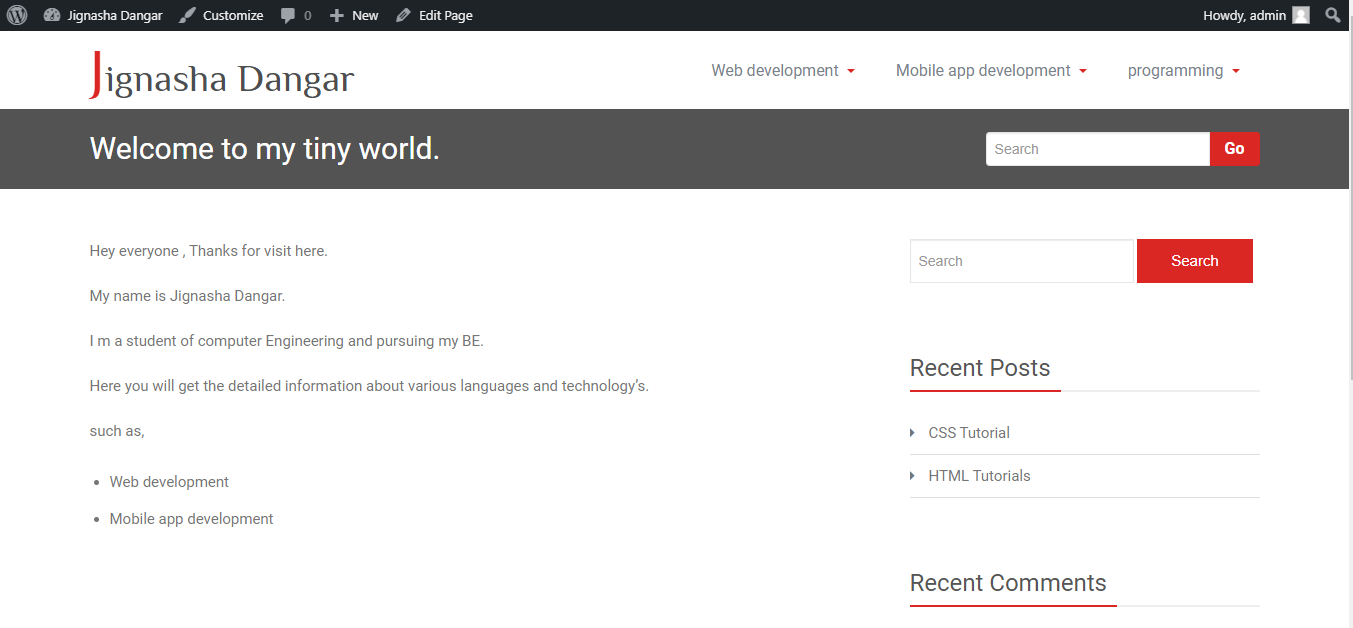 Jignasha Dangar Customize 0 New Edit Page Howdy, admin
Jignasha Dangar
Web development Mobile app development programming
Welcome to my tiny world.
Search Go
Hey everyone , Thanks for visit here.
My name is Jignasha Dangar.
I m a student of computer Engineering and pursuing my BE.
Here you will get the detailed information about various languages and technology’s.
such as,
Web development
Mobile app development
Search Search
Recent Posts
CSS Tutorial
HTML Tutorials
Recent Comments